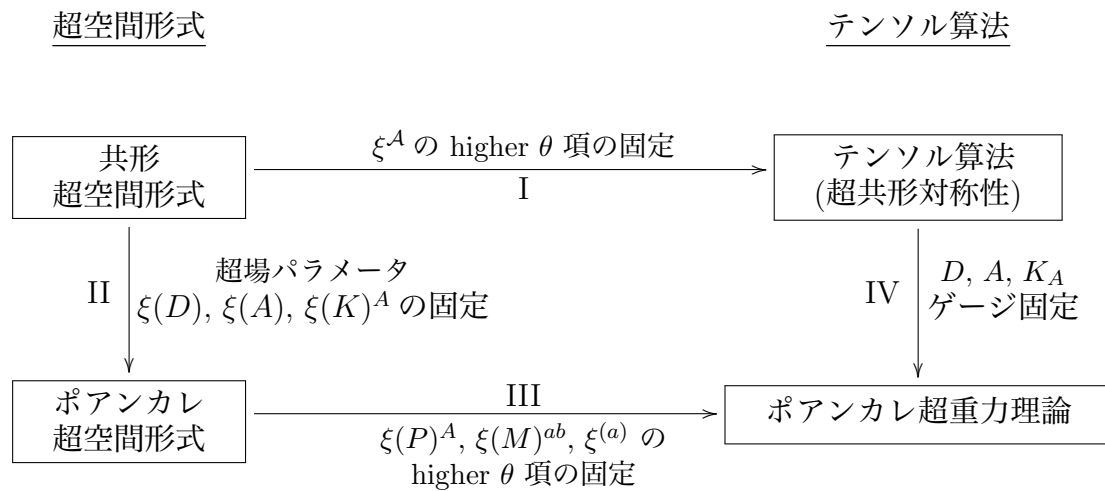 超空間形式
テンソル算法
共形
超空間形式
ξ^𝒜 の higher θ 項の固定
I
テンソル算法
(超共形対称性)
II
超場パラメータ
ξ(D), ξ(A), ξ(K)^A の固定
IV
D, A, K_A
ゲージ固定
ポアンカレ
超空間形式
III
ξ(P)^A, ξ(M)^{ab}, ξ^{(a)} の
higher θ 項の固定
ポアンカレ超重力理論